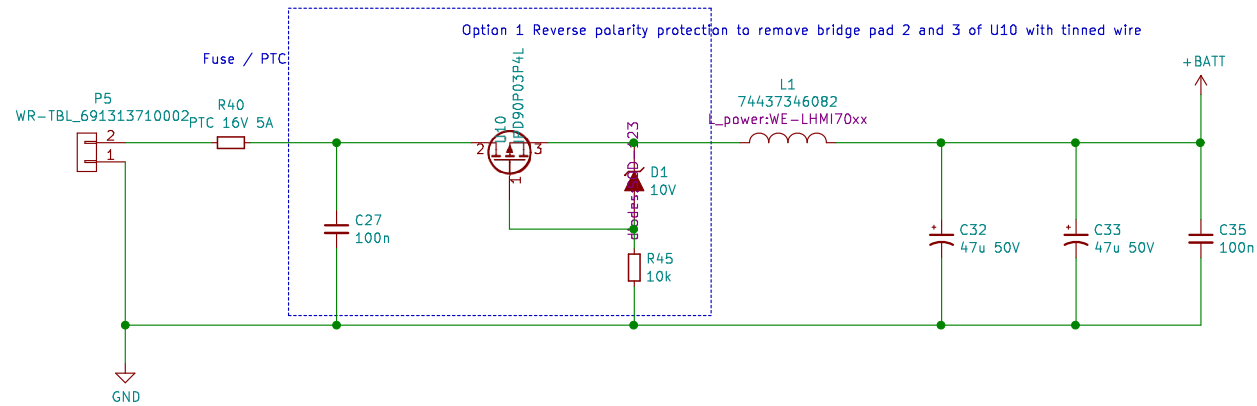 Option 1 Reverse polarity protection to remove bridge pad 2 and 3 of U10 with tinned wire
Fuse / PTC
+BATT
P5
WR-TBL_691313710002
R40
PTC 16V 5A
U10
L1
74437346082
L_power:WE-LHMI70xx
2
1
2
3
1
D1
10V
C27
100n
R45
10k
C32
47u 50V
C33
47u 50V
C35
100n
GND